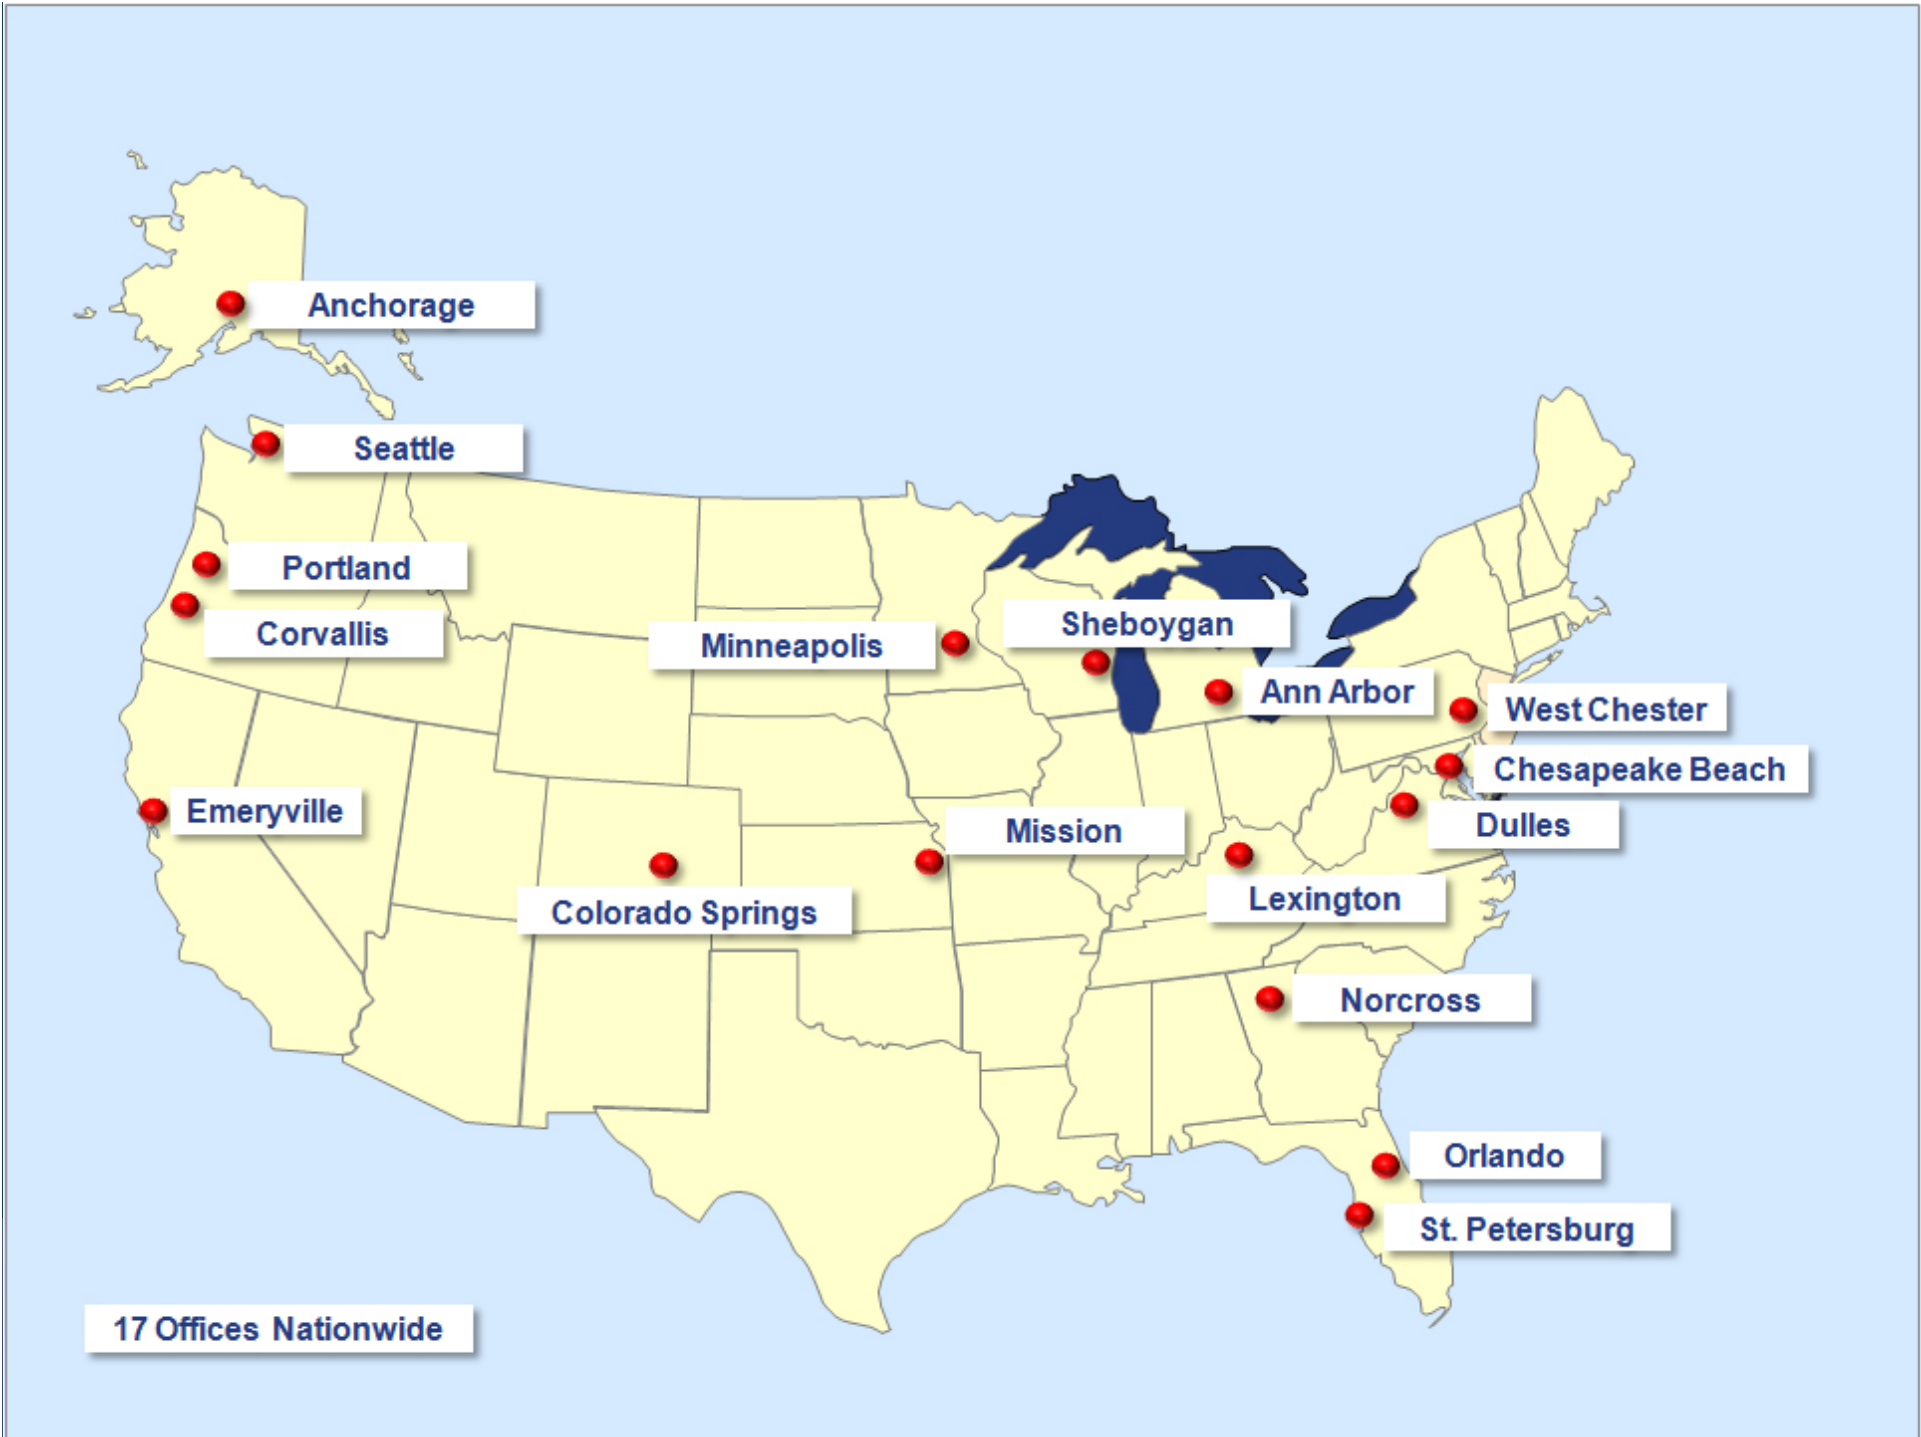 Anchorage
Seattle
Portland
Corvallis
Minneapolis
Sheboygan
Ann Arbor
West Chester
Chesapeake Beach
Emeryville
Mission
Dulles
Colorado Springs
Lexington
Norcross
Orlando
St. Petersburg
17 Offices Nationwide